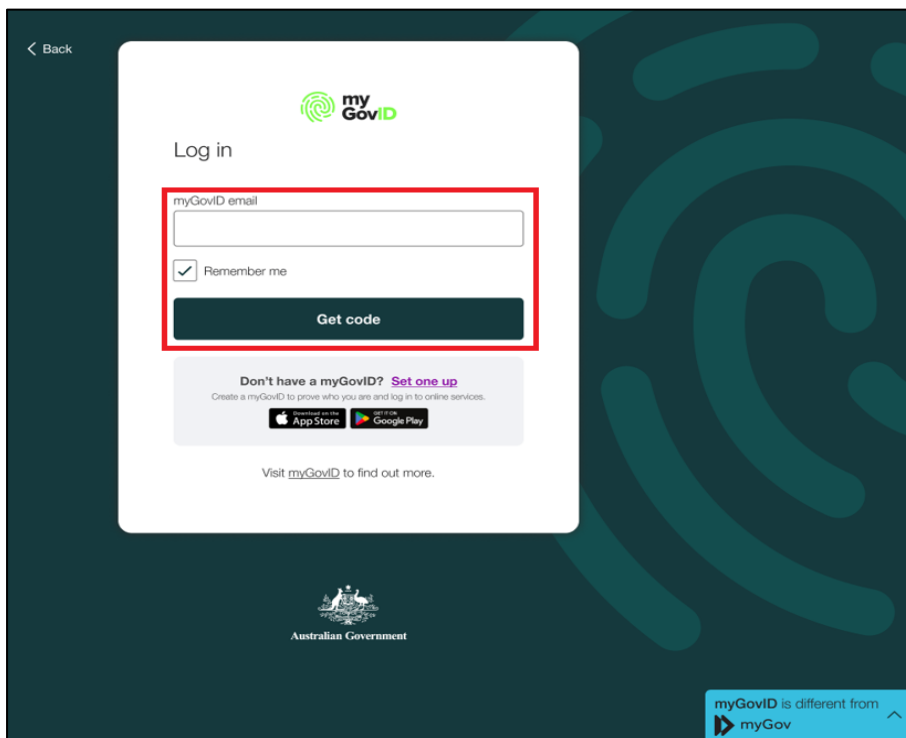 Back
my
GovID
Log in
myGovID email
Remember me
Get code
Don't have a myGovID? Set one up
Create a myGovID to prove who you are and log in to online services.
Download on the
App Store
GET IT ON
Google Play
Visit myGovID to find out more.
Australian Government
myGovID is different from
myGov